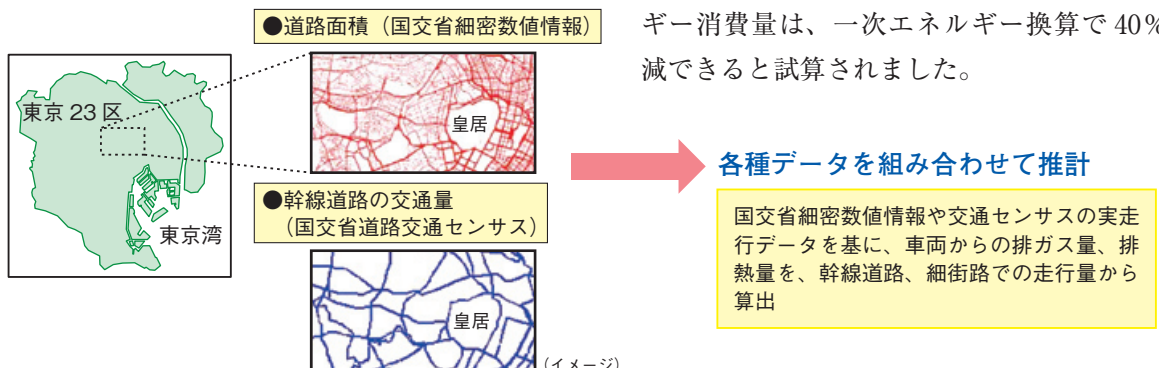 ●道路面積（国交省細密数値情報）
東京 23 区
皇居
東京湾
●幹線道路の交通量
（国交省道路交通センサス）
皇居
（イメージ）
ギー消費量は、一次エネルギー換算で 40%
減できると試算されました。
各種データを組み合わせて推計
国交省細密数値情報や交通センサスの実走
行データを基に、車両からの排ガス量、排
熱量を、幹線道路、細街路での走行量から
算出